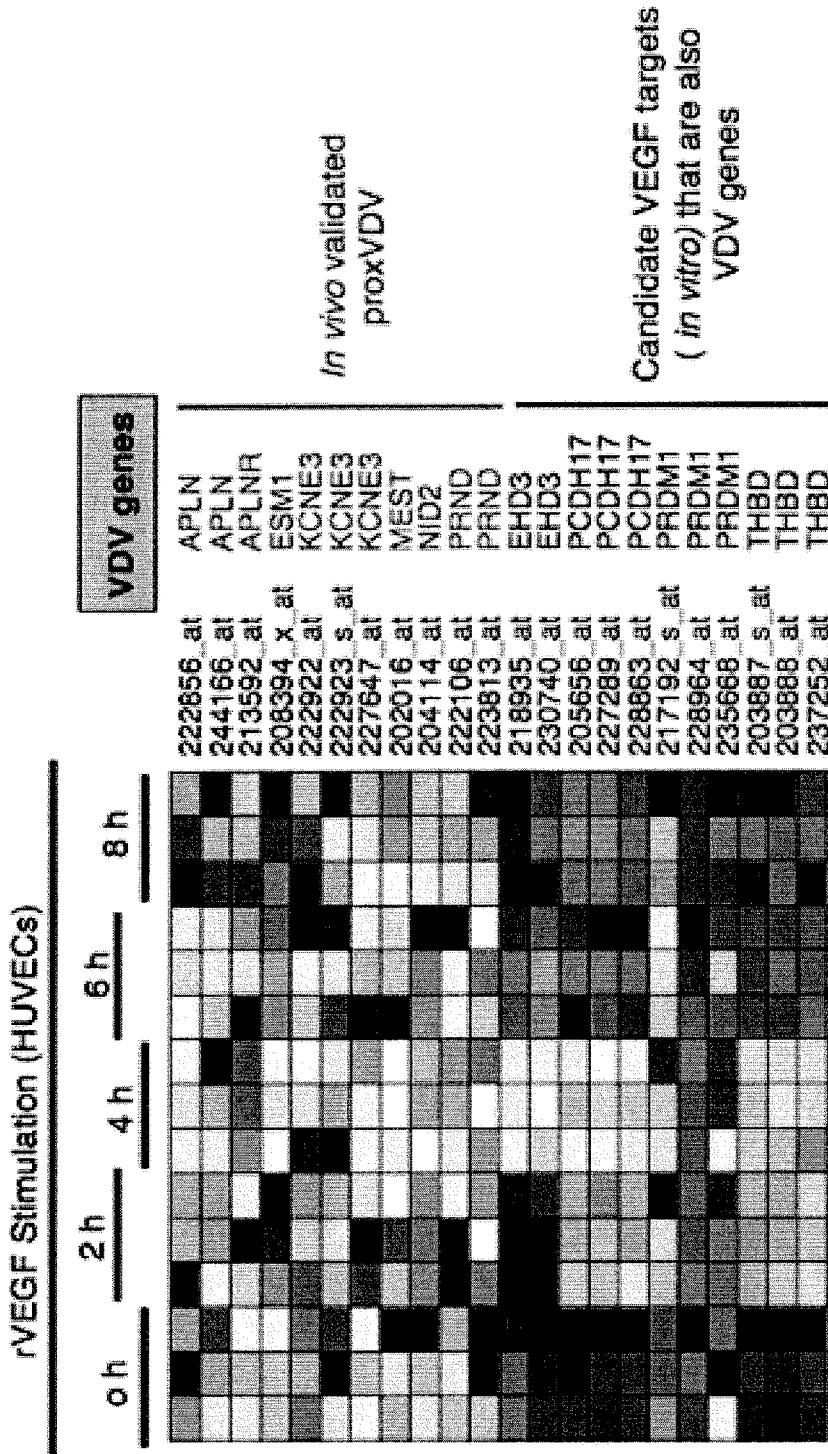 rVEGF Stimulation (HUVECs)
0 h 2 h 4 h 6 h 8 h
VDV genes
222856_at APLN
244166_at APLN
213592_at APLNR
208394_x_at ESM1
222922_at KCNE3
222923_s_at KCNE3
227647_at KCNE3
202016_at MEST
204114_at NID2
222106_at PRND
223813_at PRND
218935_at EHD3
230740_at EHD3
205656_at PCDH17
227289_at PCDH17
228863_at PCDH17
217192_s_at PRDM1
228964_at PRDM1
235668_at PRDM1
203887_s_at THBD
203888_at THBD
237252_at THBD
In vivo validated
proxVDV
Candidate VEGF targets
( in vitro) that are also
VDV genes